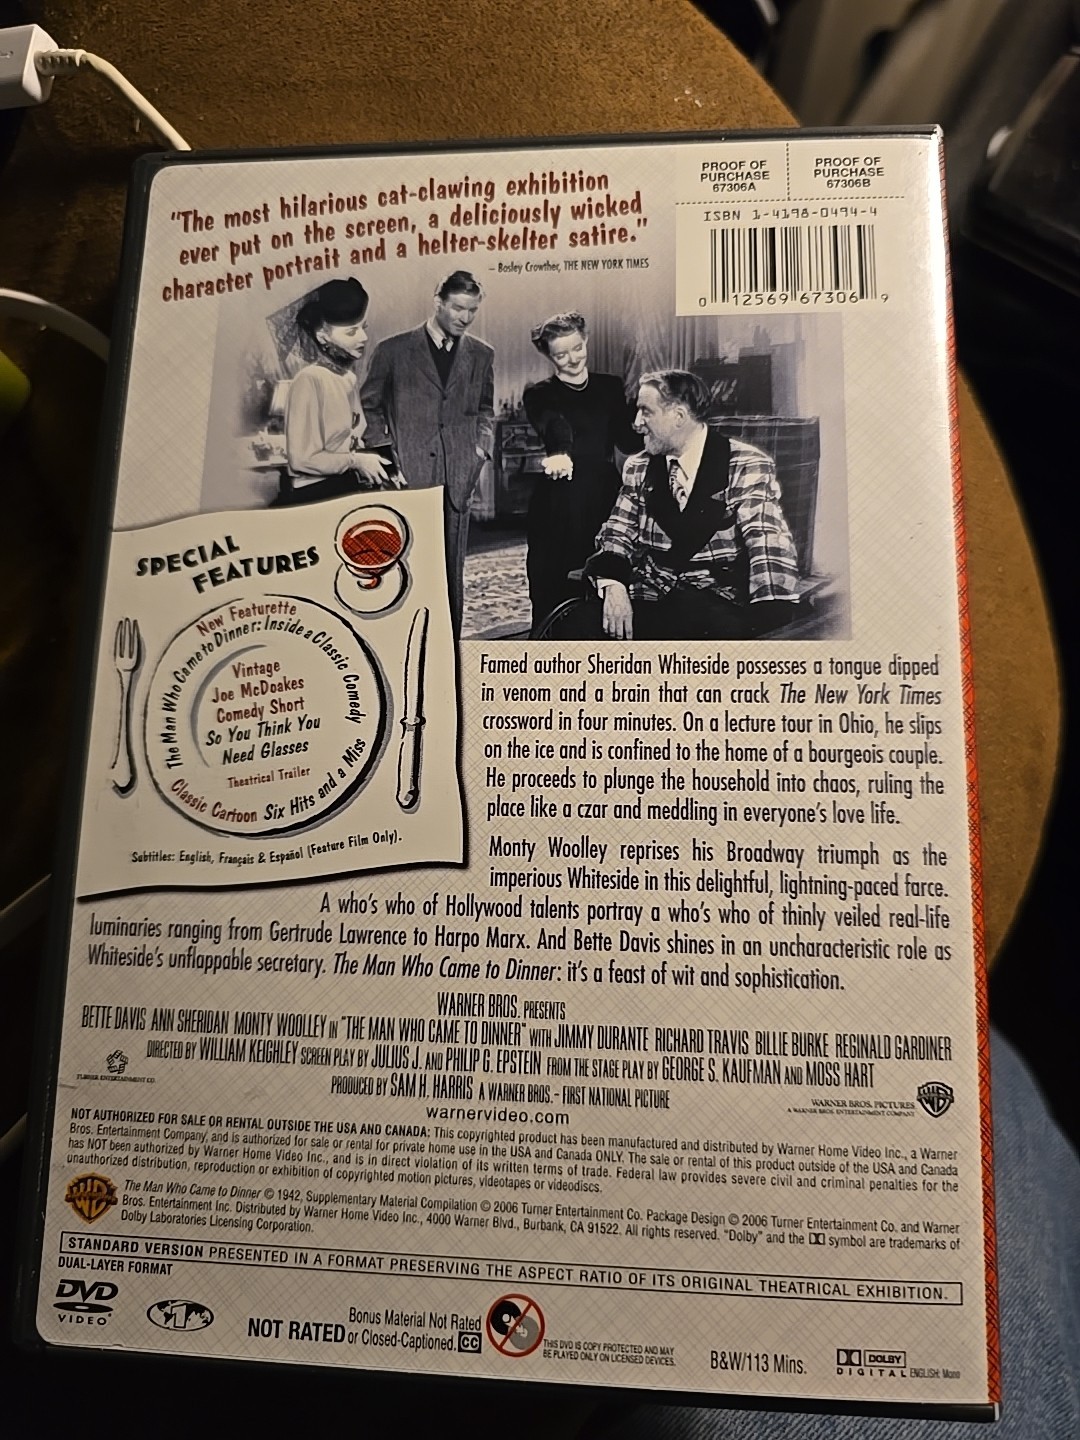 "The most hilarious cat-clawing exhibition
ever put on the screen, a deliciously wicked
character portrait and a helter-skelter satire."
– Bosley Crowther, THE NEW YORK TIMES
PROOF OF
PURCHASE
67306A
PROOF OF
PURCHASE
67306B
ISBN 1-4198-0494-4
0 12569 67306 9
SPECIAL
FEATURES
New Featurette
The Man Who Came to Dinner: Inside a Classic Comedy
Vintage
Joe McDoakes
Comedy Short
So You Think You
Need Glasses
Theatrical Trailer
Classic Cartoon Six Hits and a Miss
Subtitles: English, Français & Español (Feature Film Only).
Famed author Sheridan Whiteside possesses a tongue dipped
in venom and a brain that can crack The New York Times
crossword in four minutes. On a lecture tour in Ohio, he slips
on the ice and is confined to the home of a bourgeois couple.
He proceeds to plunge the household into chaos, ruling the
place like a czar and meddling in everyone's love life.
Monty Woolley reprises his Broadway triumph as the
imperious Whiteside in this delightful, lightning-paced farce.
A who's who of Hollywood talents portray a who's who of thinly veiled real-life
luminaries ranging from Gertrude Lawrence to Harpo Marx. And Bette Davis shines in an uncharacteristic role as
Whiteside's unflappable secretary. The Man Who Came to Dinner: it's a feast of wit and sophistication.
WARNER BROS. PRESENTS
BETTE DAVIS ANN SHERIDAN MONTY WOOLLEY IN "THE MAN WHO CAME TO DINNER" WITH JIMMY DURANTE RICHARD TRAVIS BILLIE BURKE REGINALD GARDINER
DIRECTED BY WILLIAM KEIGHLEY SCREEN PLAY BY JULIUS J. AND PHILIP G. EPSTEIN FROM THE STAGE PLAY BY GEORGE S. KAUFMAN AND MOSS HART
PRODUCED BY SAM H. HARRIS A WARNER BROS.- FIRST NATIONAL PICTURE
TURNER ENTERTAINMENT CO.
WARNER BROS. PICTURES
A WARNER BROS. ENTERTAINMENT COMPANY
warnervideo.com
NOT AUTHORIZED FOR SALE OR RENTAL OUTSIDE THE USA AND CANADA: This copyrighted product has been manufactured and distributed by Warner Home Video Inc., a Warner
Bros. Entertainment Company, and is authorized for sale or rental for private home use in the USA and Canada ONLY. The sale or rental of this product outside of the USA and Canada
has NOT been authorized by Warner Home Video Inc., and is in direct violation of its written terms of trade. Federal law provides severe civil and criminal penalties for the
unauthorized distribution, reproduction or exhibition of copyrighted motion pictures, videotapes or videodiscs.
The Man Who Came to Dinner © 1942, Supplementary Material Compilation © 2006 Turner Entertainment Co. Package Design © 2006 Turner Entertainment Co. and Warner
Bros. Entertainment Inc. Distributed by Warner Home Video Inc., 4000 Warner Blvd., Burbank, CA 91522. All rights reserved. "Dolby" and the DD symbol are trademarks of
Dolby Laboratories Licensing Corporation.
STANDARD VERSION PRESENTED IN A FORMAT PRESERVING THE ASPECT RATIO OF ITS ORIGINAL THEATRICAL EXHIBITION.
DUAL-LAYER FORMAT
DVD
VIDEO
1
NOT RATED
Bonus Material Not Rated
or Closed-Captioned. CC
THIS DVD IS COPY PROTECTED AND MAY
BE PLAYED ONLY ON LICENSED DEVICES.
B&W/113 Mins.
DOLBY
DIGITAL ENGLISH: Mono